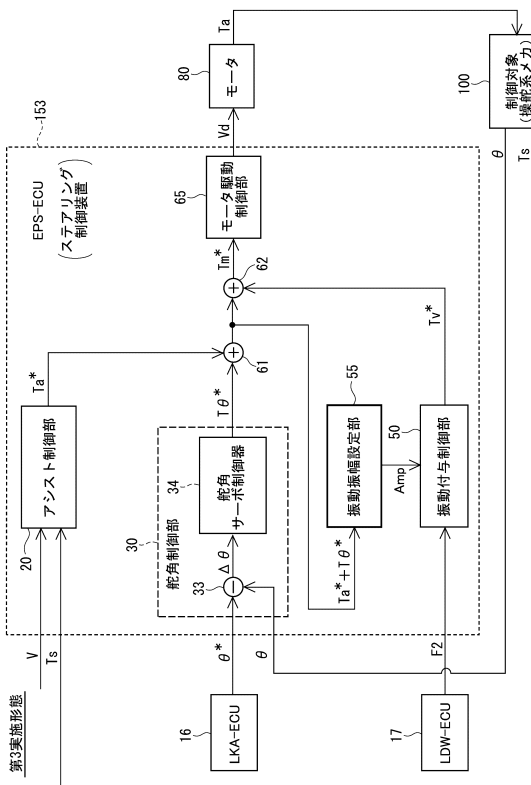 第3実施形態
153
EPS-ECU
(ステアリング
制御装置)
V
Ts
20
アシスト制御部
Ta*
30
舵角制御部
16
LKA-ECU
θ*
θ
33
Δθ
34
舵角
サーボ制御器
Tθ*
61
62
Tm*
65
モータ駆動
制御部
Vd
80
モータ
Ta
100
制御対象
(操舵系メカ)
θ
Ts
Ta*+Tθ*
55
振動振幅設定部
Amp
50
振動付与制御部
Tv*
17
LDW-ECU
F2